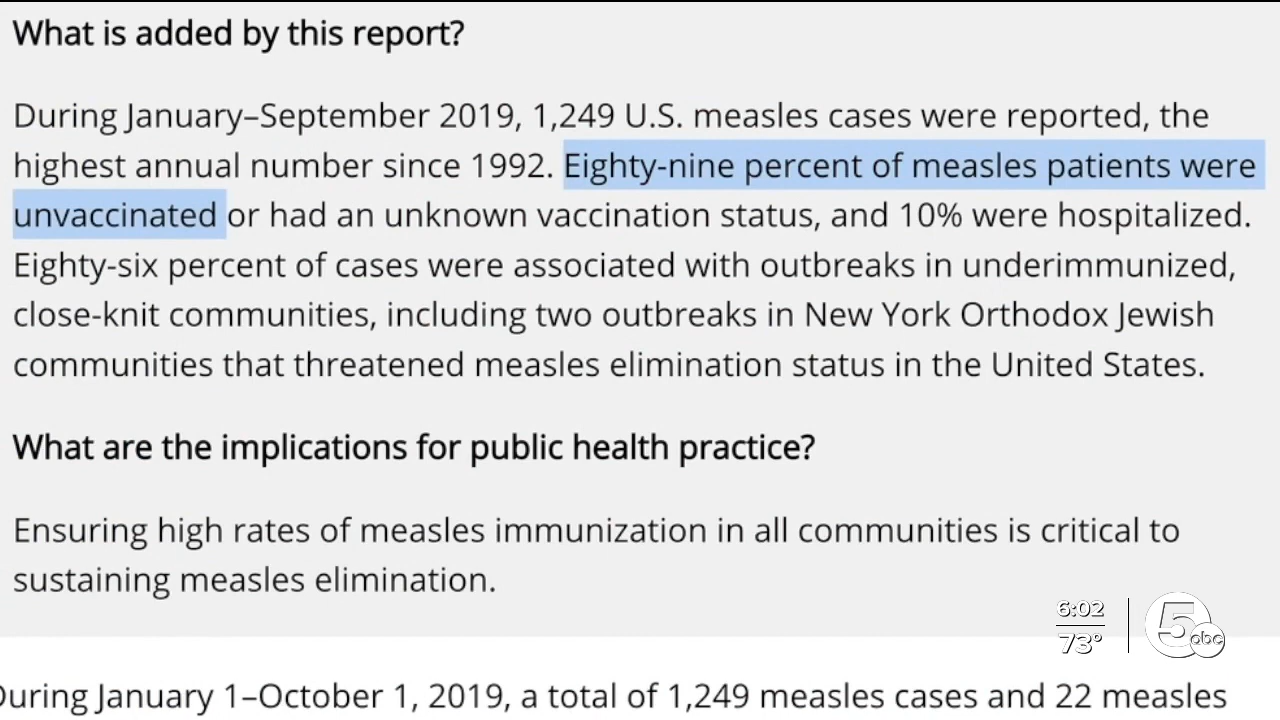 What is added by this report?
During January–September 2019, 1,249 U.S. measles cases were reported, the
highest annual number since 1992. Eighty-nine percent of measles patients were
unvaccinated or had an unknown vaccination status, and 10% were hospitalized.
Eighty-six percent of cases were associated with outbreaks in underimmunized,
close-knit communities, including two outbreaks in New York Orthodox Jewish
communities that threatened measles elimination status in the United States.
What are the implications for public health practice?
Ensuring high rates of measles immunization in all communities is critical to
sustaining measles elimination.
6:02
73°
5
abc
During January 1–October 1, 2019, a total of 1,249 measles cases and 22 measles